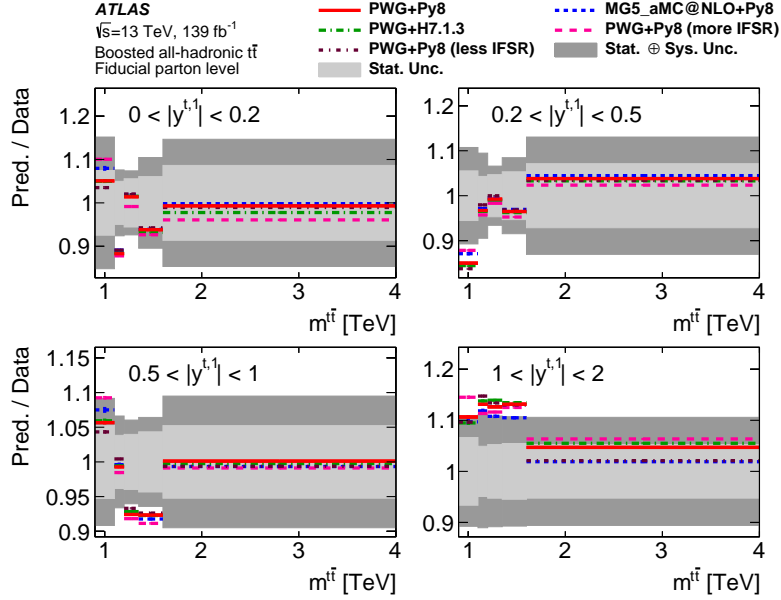 ATLAS
√s=13 TeV, 139 fb⁻¹
Boosted all-hadronic tt̄
Fiducial parton level
PWG+Py8
PWG+H7.1.3
PWG+Py8 (less IFSR)
Stat. Unc.
MG5_aMC@NLO+Py8
PWG+Py8 (more IFSR)
Stat. ⊕ Sys. Unc.
Pred. / Data
1.2
1.1
1
0.9
0 < |y^{t,1}| < 0.2
1 2 3 4
m^{tt̄} [TeV]
1.2
1.1
1
0.9
0.8
0.2 < |y^{t,1}| < 0.5
1 2 3 4
m^{tt̄} [TeV]
Pred. / Data
1.15
1.1
1.05
1
0.95
0.9
0.5 < |y^{t,1}| < 1
1 2 3 4
m^{tt̄} [TeV]
1.2
1.1
1
0.9
1 < |y^{t,1}| < 2
1 2 3 4
m^{tt̄} [TeV]